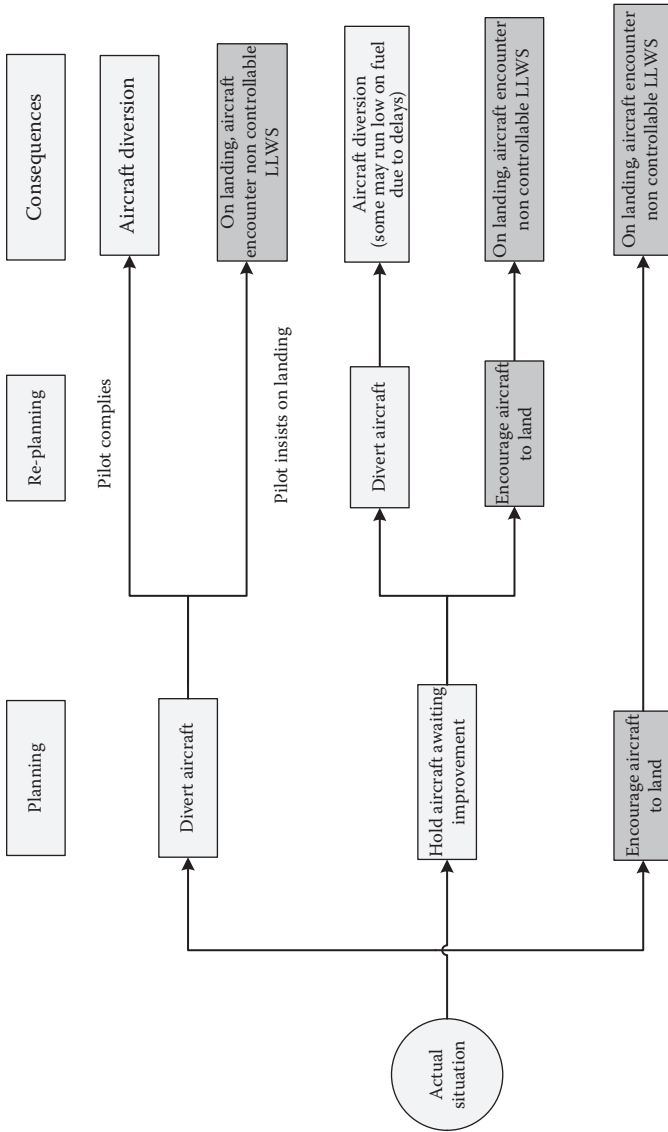 Planning
Re-planning
Consequences
Actual
situation
Divert aircraft
Pilot complies
Aircraft diversion
Pilot insists on landing
On landing, aircraft
encounter non controllable
LLWS
Hold aircraft awaiting
improvement
Divert aircraft
Aircraft diversion
(some may run low on fuel
due to delays)
Encourage aircraft
to land
On landing, aircraft encounter
non controllable LLWS
Encourage aircraft
to land
On landing, aircraft encounter
non controllable LLWS